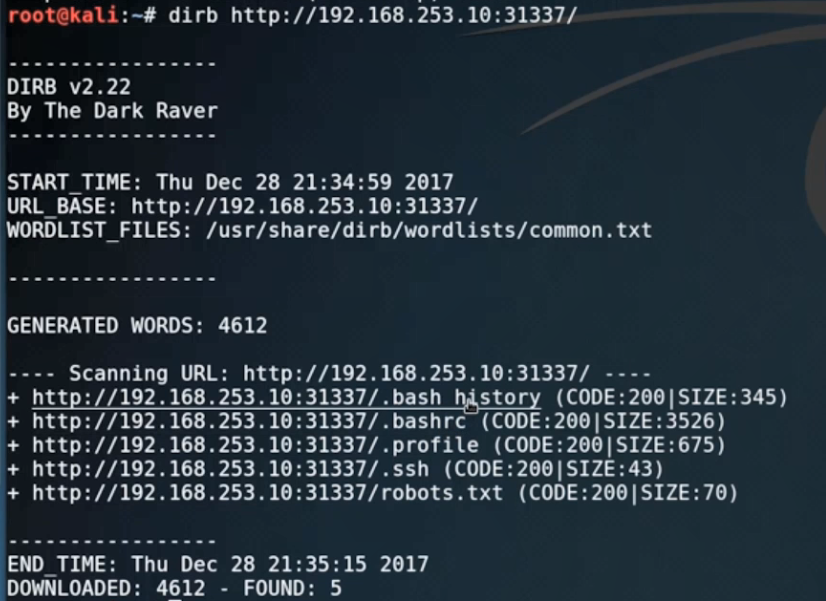 root@kali:~# dirb http://192.168.253.10:31337/
-----------------
DIRB v2.22
By The Dark Raver
-----------------
START_TIME: Thu Dec 28 21:34:59 2017
URL_BASE: http://192.168.253.10:31337/
WORDLIST_FILES: /usr/share/dirb/wordlists/common.txt
-----------------
GENERATED WORDS: 4612
---- Scanning URL: http://192.168.253.10:31337/ ----
+ http://192.168.253.10:31337/.bash_history (CODE:200|SIZE:345)
+ http://192.168.253.10:31337/.bashrc (CODE:200|SIZE:3526)
+ http://192.168.253.10:31337/.profile (CODE:200|SIZE:675)
+ http://192.168.253.10:31337/.ssh (CODE:200|SIZE:43)
+ http://192.168.253.10:31337/robots.txt (CODE:200|SIZE:70)
-----------------
END_TIME: Thu Dec 28 21:35:15 2017
DOWNLOADED: 4612 - FOUND: 5